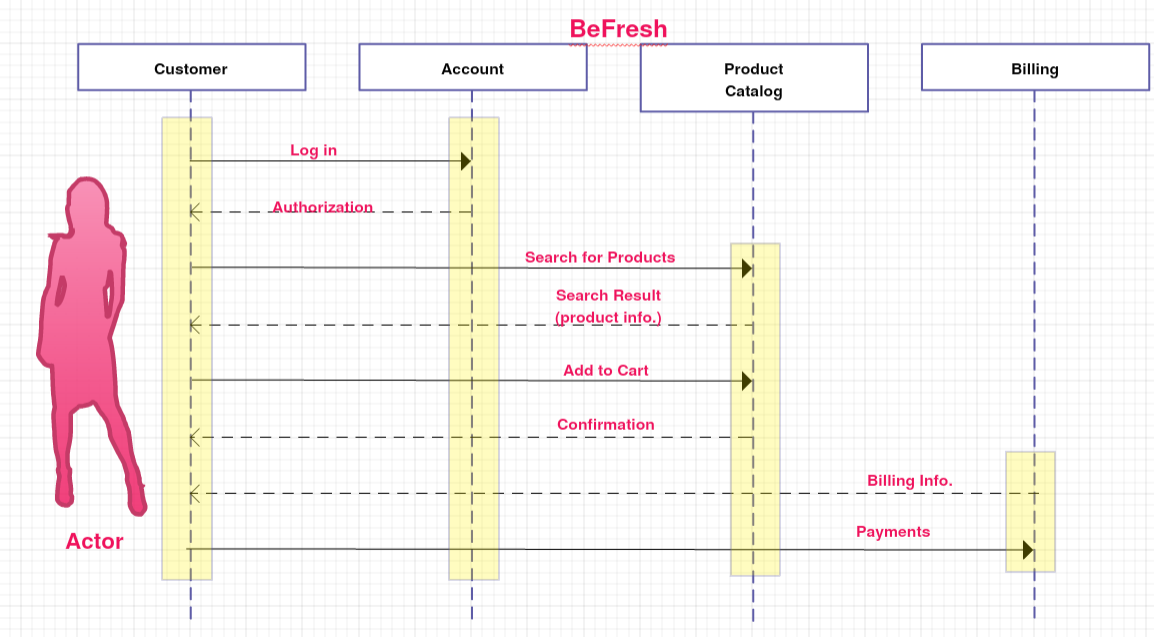 BeFresh
Customer
Account
Product
Catalog
Billing
Log in
Authorization
Search for Products
Search Result
(product info.)
Add to Cart
Confirmation
Billing Info.
Payments
Actor